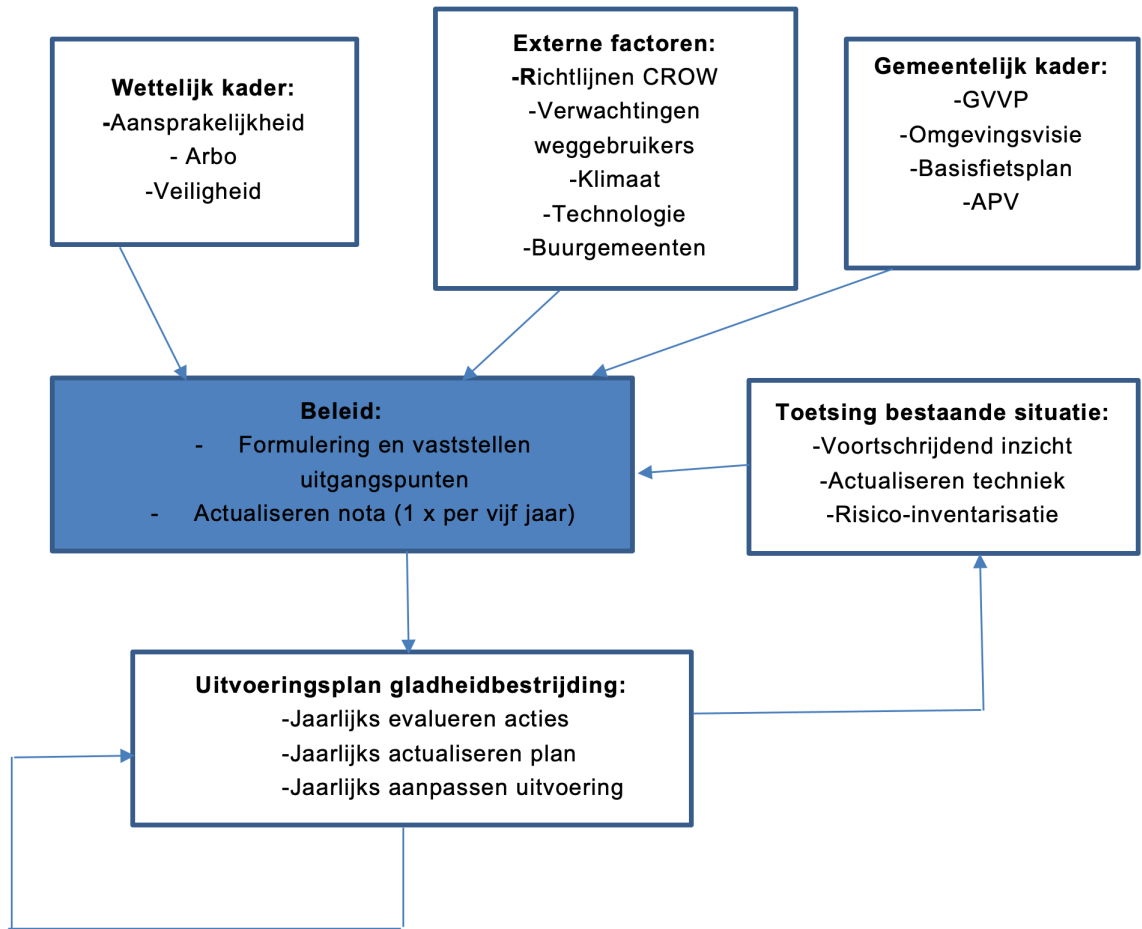 Wettelijk kader:
-Aansprakelijkheid
- Arbo
-Veiligheid
Externe factoren:
-Richtlijnen CROW
-Verwachtingen
weggebruikers
-Klimaat
-Technologie
-Buurgemeenten
Gemeentelijk kader:
-GVVP
-Omgevingsvisie
-Basisfietsplan
-APV
Beleid:
- Formulering en vaststellen
uitgangspunten
- Actualiseren nota (1 x per vijf jaar)
Toetsing bestaande situatie:
-Voortschrijdend inzicht
-Actualiseren techniek
-Risico-inventarisatie
Uitvoeringsplan gladheidbestrijding:
-Jaarlijks evalueren acties
-Jaarlijks actualiseren plan
-Jaarlijks aanpassen uitvoering